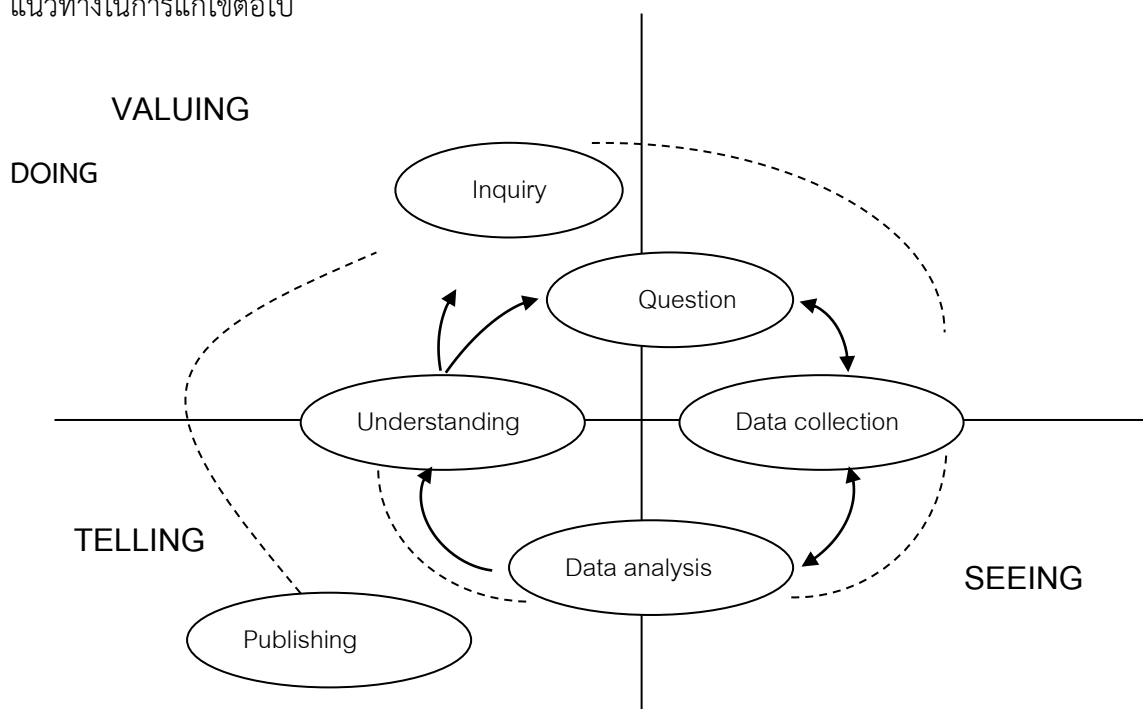 แนวทางในการแก้ไขต่อไป
VALUING
DOING
Inquiry
Question
Understanding
Data collection
TELLING
Data analysis
SEEING
Publishing